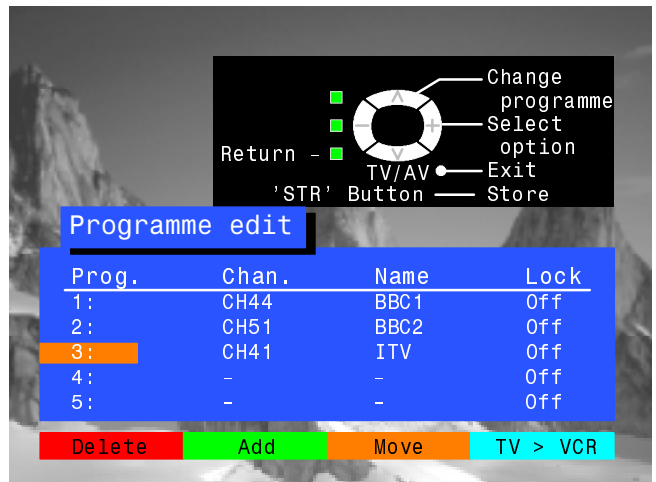 Change
programme
Select
option
Return –
TV/AV Exit
'STR' Button Store
Programme edit
Prog. Chan. Name Lock
1: CH44 BBC1 Off
2: CH51 BBC2 Off
3: CH41 ITV Off
4: – – Off
5: – – Off
Delete Add Move TV > VCR